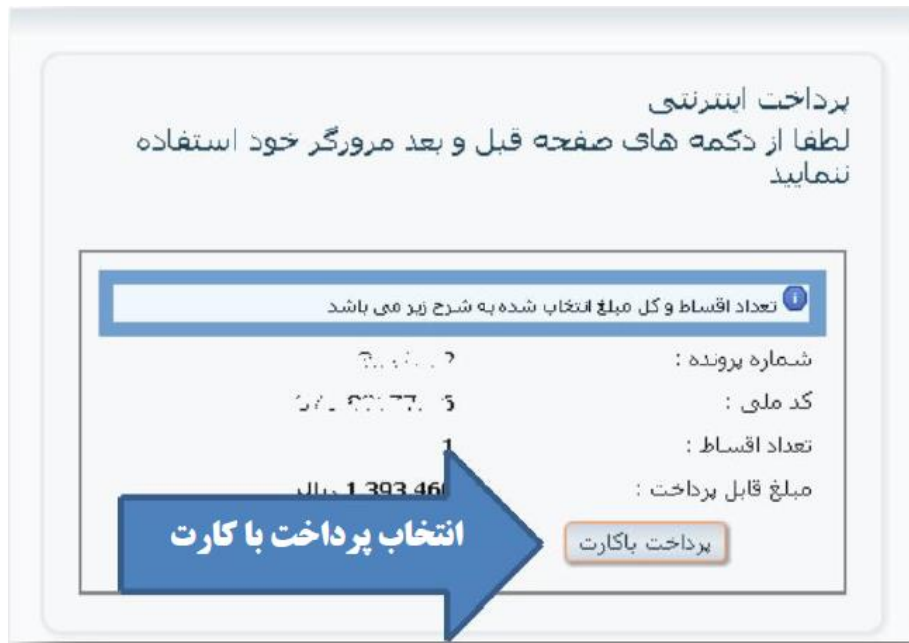 پرداخت اینترنتی
لطفا از دکمه های صفحه قبل و بعد مرورگر خود استفاده
ننمایید
تعداد اقساط و کل مبلغ انتخاب شده به شرح زیر می باشد
شماره پرونده :
کد ملی :
تعداد اقساط : 1
مبلغ قابل پرداخت :
پرداخت باکارت
انتخاب پرداخت با کارت